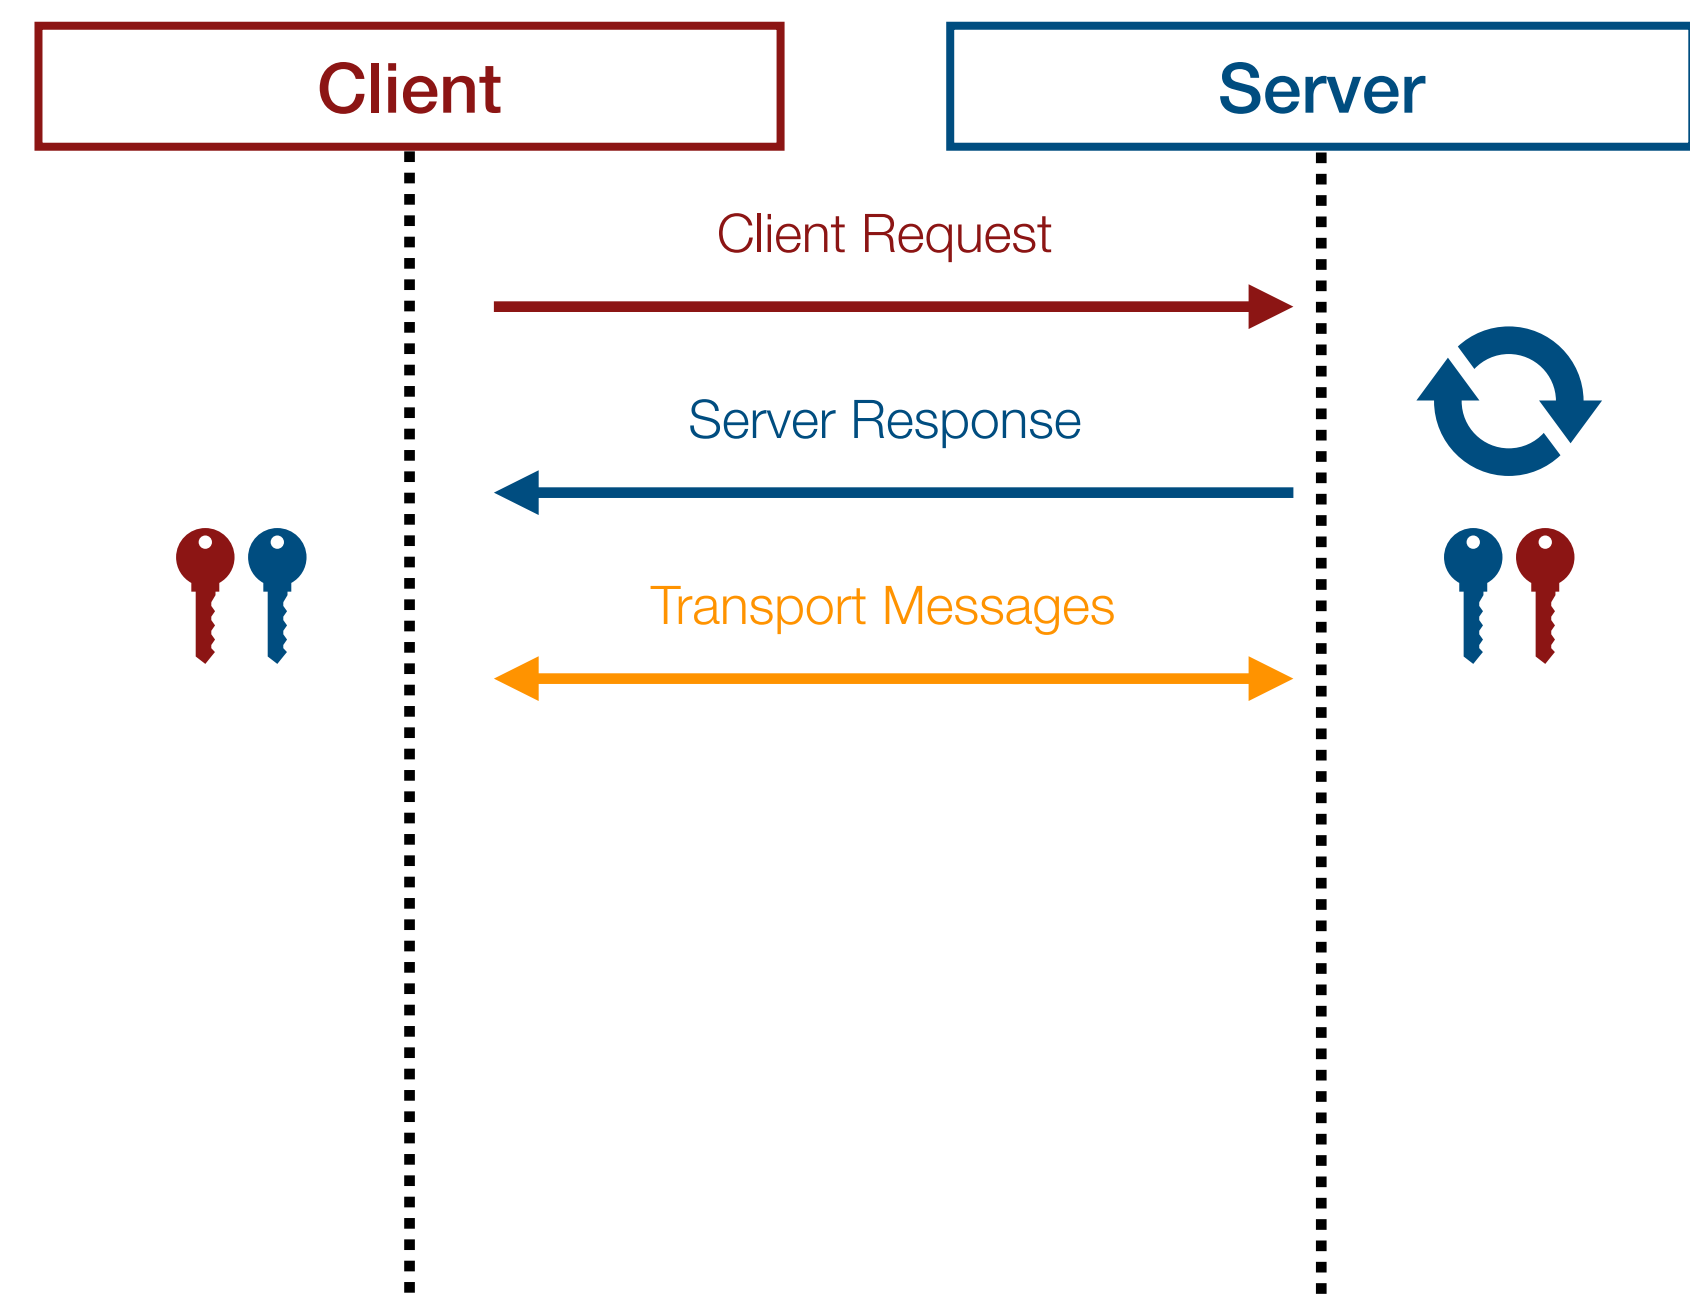 Client
Server
Client Request
Server Response
Transport Messages